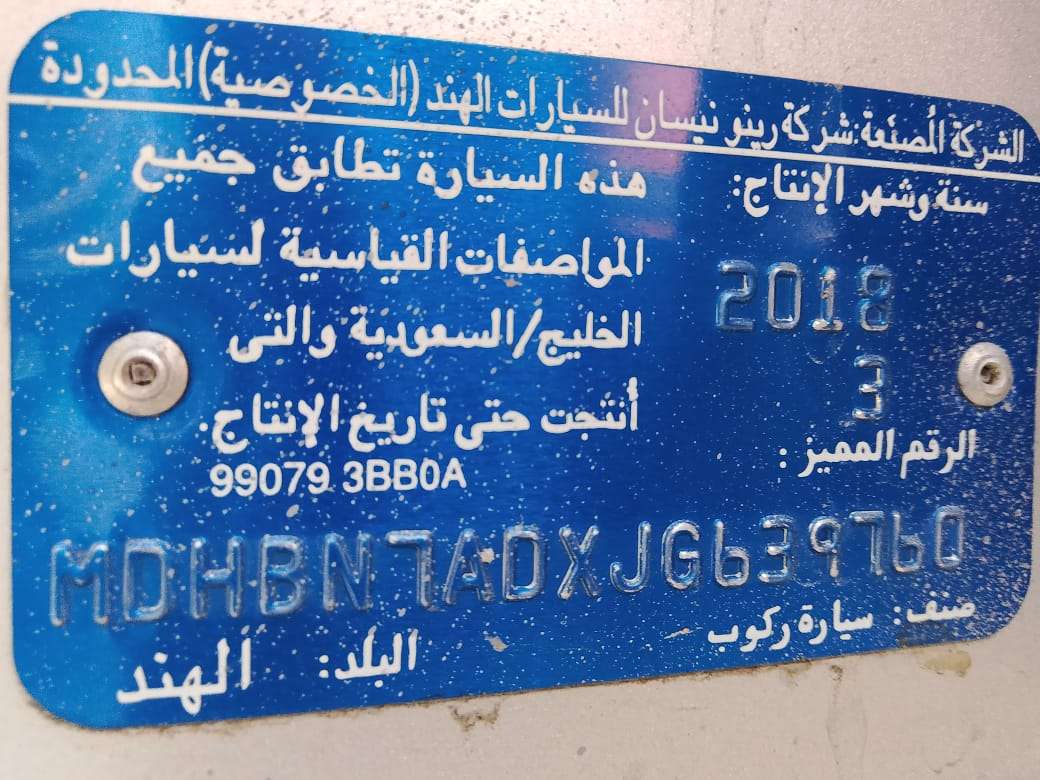 الشركة المُصنَعة: شركة رينو نيسان للسيارات الهند (الخصوصية) المحدودة
سنة وشهر الإنتاج:
2018
3
الرقم المميز :
هذه السيارة تطابق جميع
المواصفات القياسية لسيارات
الخليج/السعودية والتى
أنتجت حتى تاريخ الإنتاج.
99079 3BB0A
MDHBN7ADXJG639760
صنف: سيارة ركوب
البلد: الهند